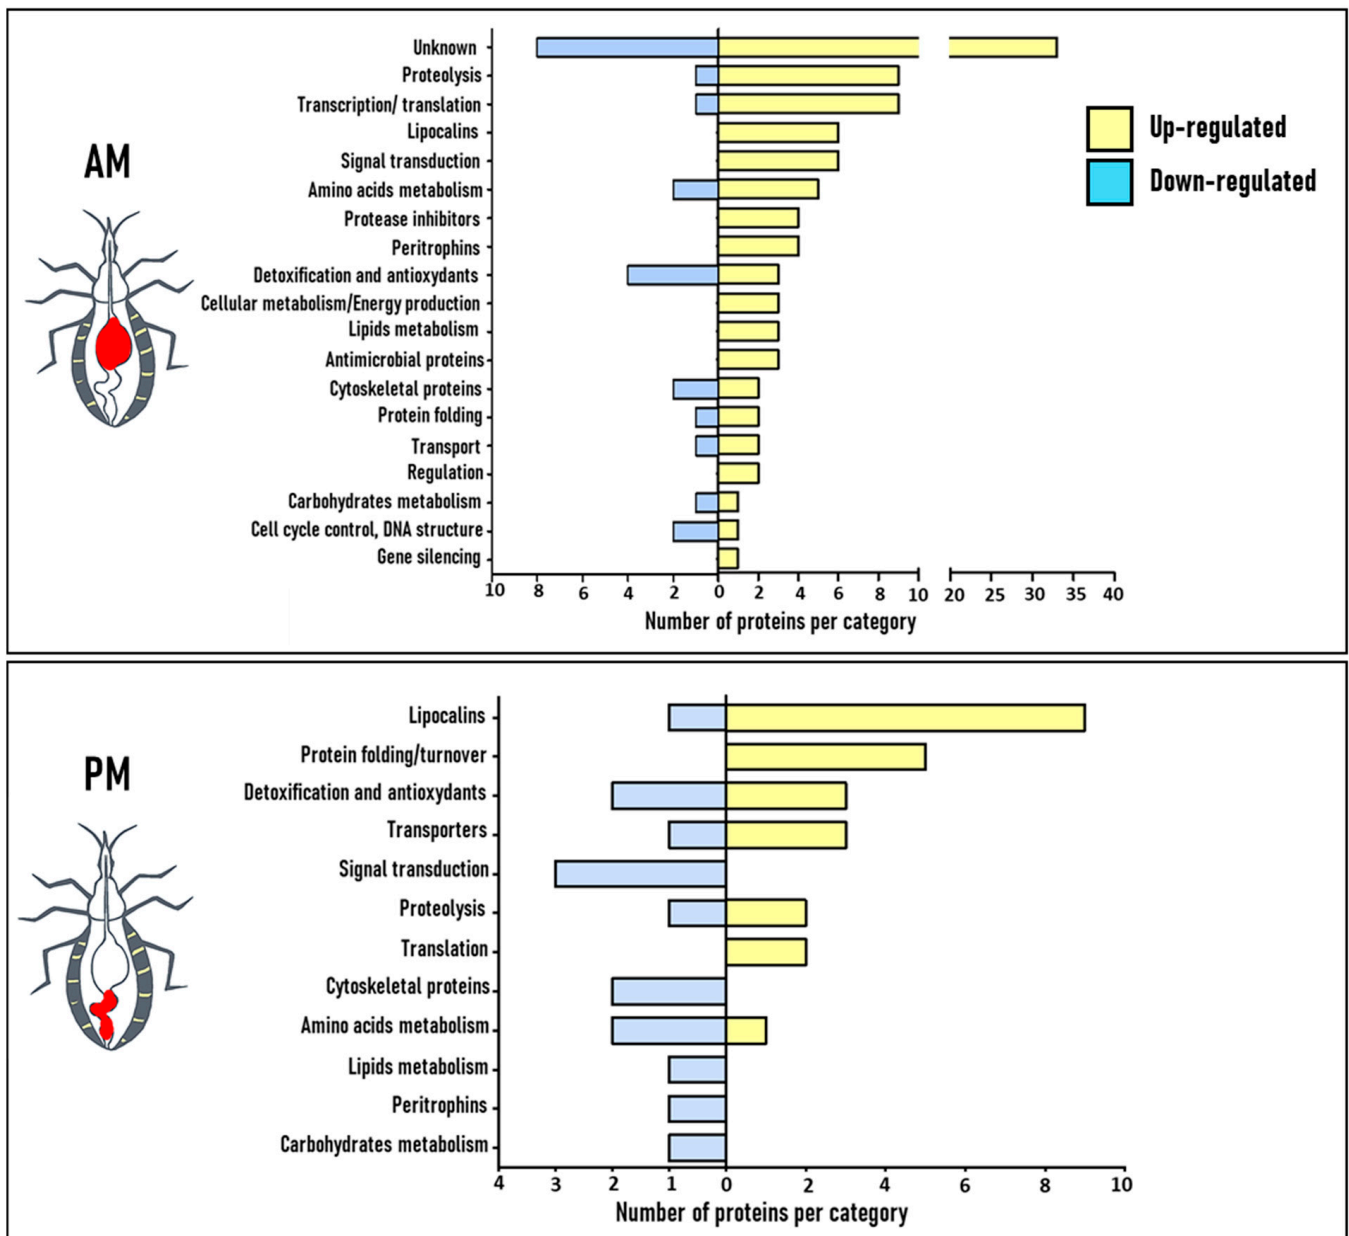 AM
Unknown
Proteolysis
Transcription/ translation
Lipocalins
Signal transduction
Amino acids metabolism
Protease inhibitors
Peritrophins
Detoxification and antioxydants
Cellular metabolism/Energy production
Lipids metabolism
Antimicrobial proteins
Cytoskeletal proteins
Protein folding
Transport
Regulation
Carbohydrates metabolism
Cell cycle control, DNA structure
Gene silencing
10 8 6 4 2 0 2 4 6 8 10 20 25 30 35 40
Number of proteins per category
Up-regulated
Down-regulated
PM
Lipocalins
Protein folding/turnover
Detoxification and antioxydants
Transporters
Signal transduction
Proteolysis
Translation
Cytoskeletal proteins
Amino acids metabolism
Lipids metabolism
Peritrophins
Carbohydrates metabolism
4 3 2 1 0 2 4 6 8 10
Number of proteins per category